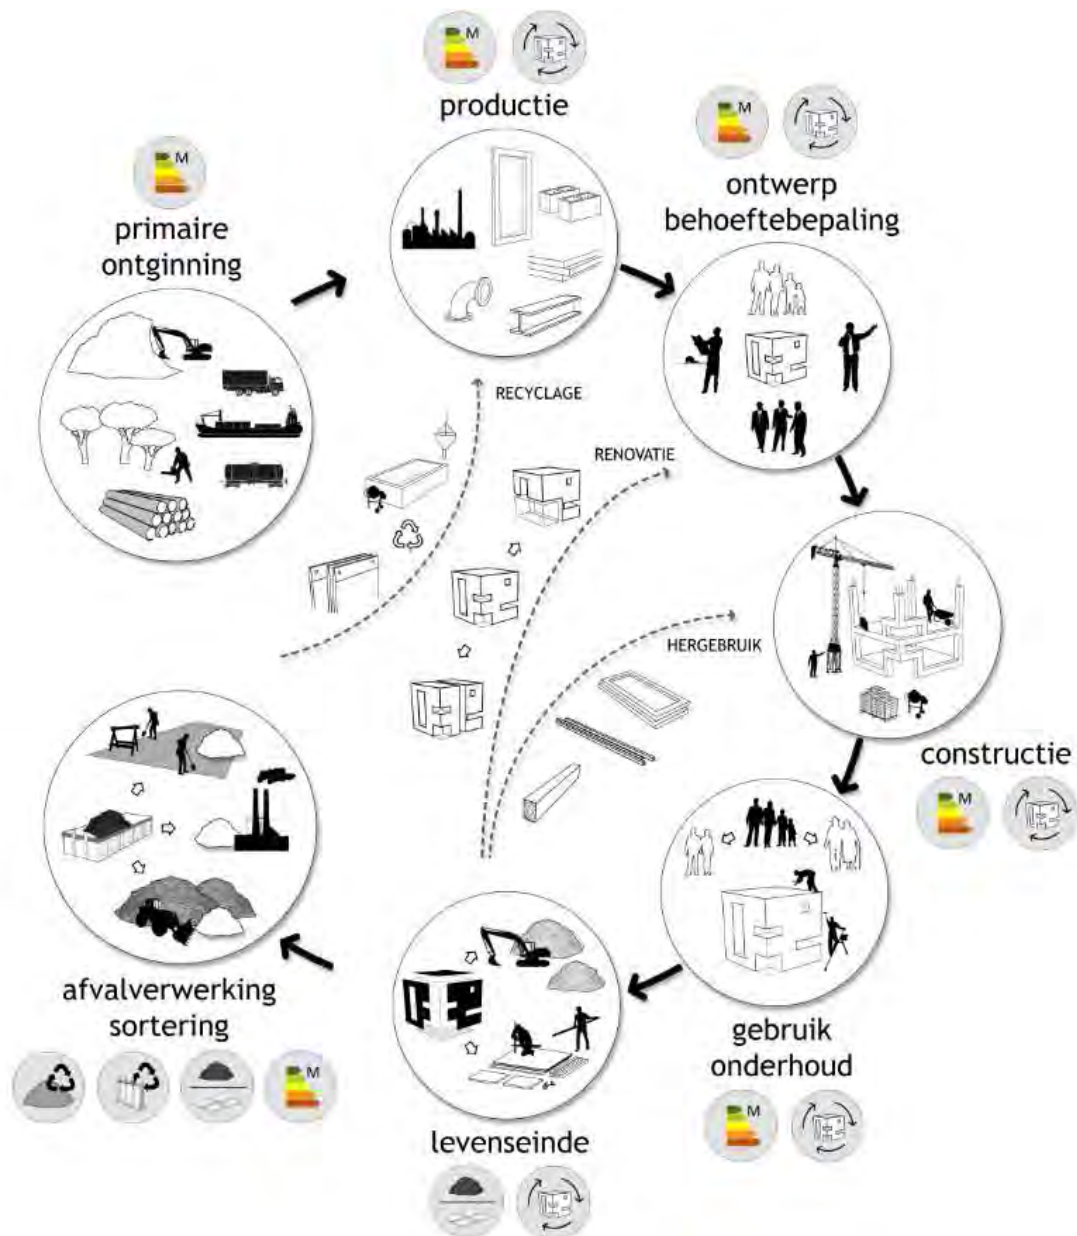 M
productie
M
ontwerp
behoeftebepaling
M
primaire
ontginning
RECYCLAGE
RENOVATIE
HERGEBRUIK
constructie
M
afvalverwerking
sortering
M
gebruik
onderhoud
M
levenseinde